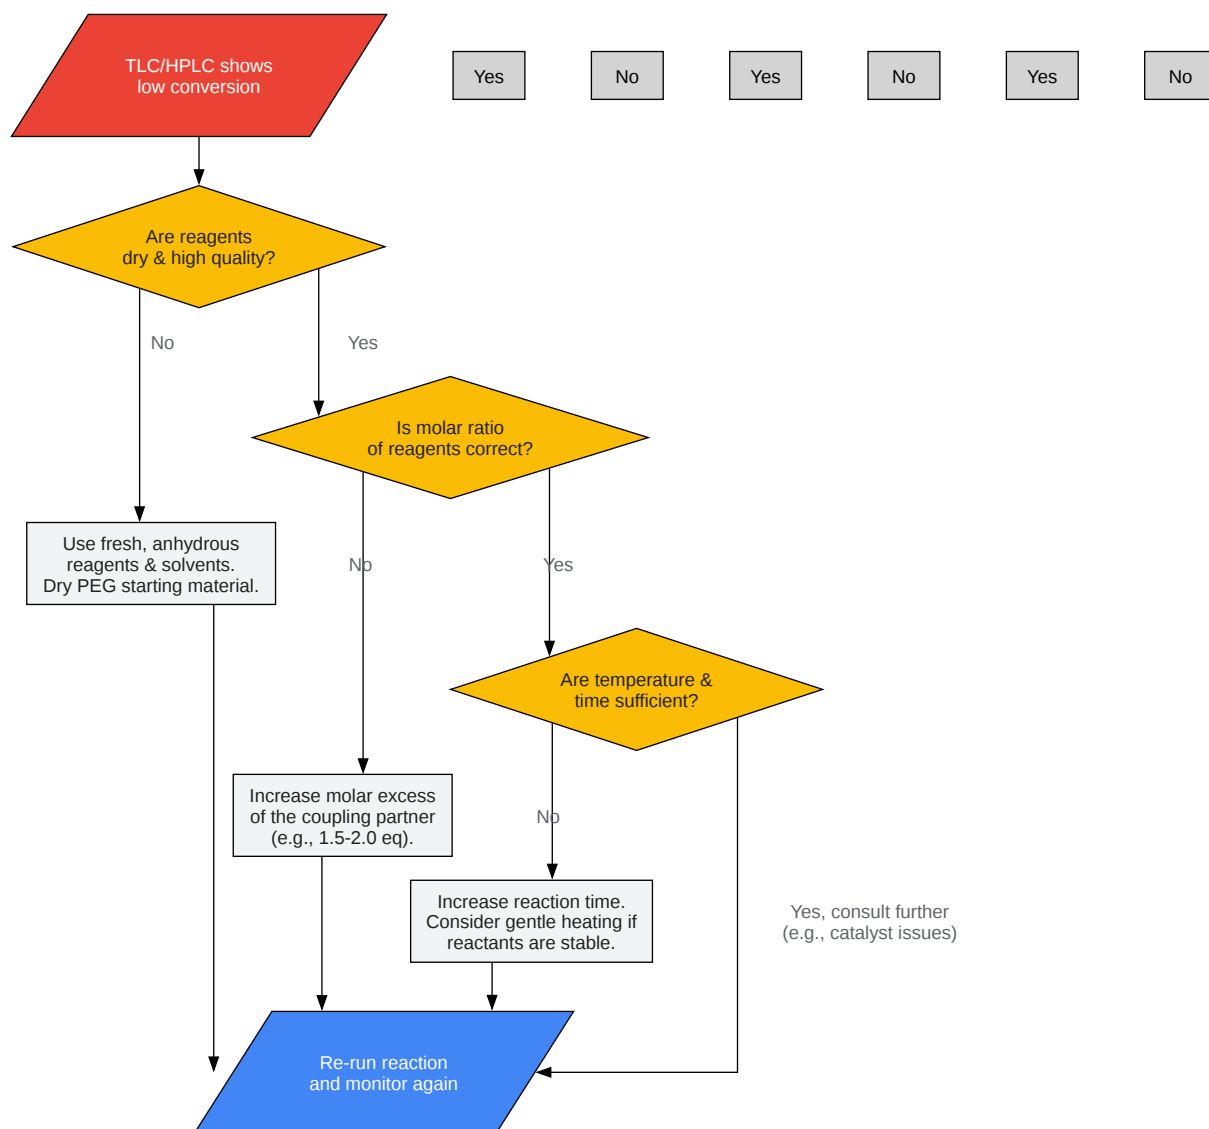 TLC/HPLC shows
low conversion
Yes
No
Yes
No
Yes
No
Are reagents
dry & high quality?
No
Yes
Is molar ratio
of reagents correct?
Use fresh, anhydrous
reagents & solvents.
Dry PEG starting material.
No
Yes
Are temperature &
time sufficient?
Increase molar excess
of the coupling partner
(e.g., 1.5-2.0 eq).
No
Increase reaction time.
Consider gentle heating if
reactants are stable.
Yes, consult further
(e.g., catalyst issues)
Re-run reaction
and monitor again